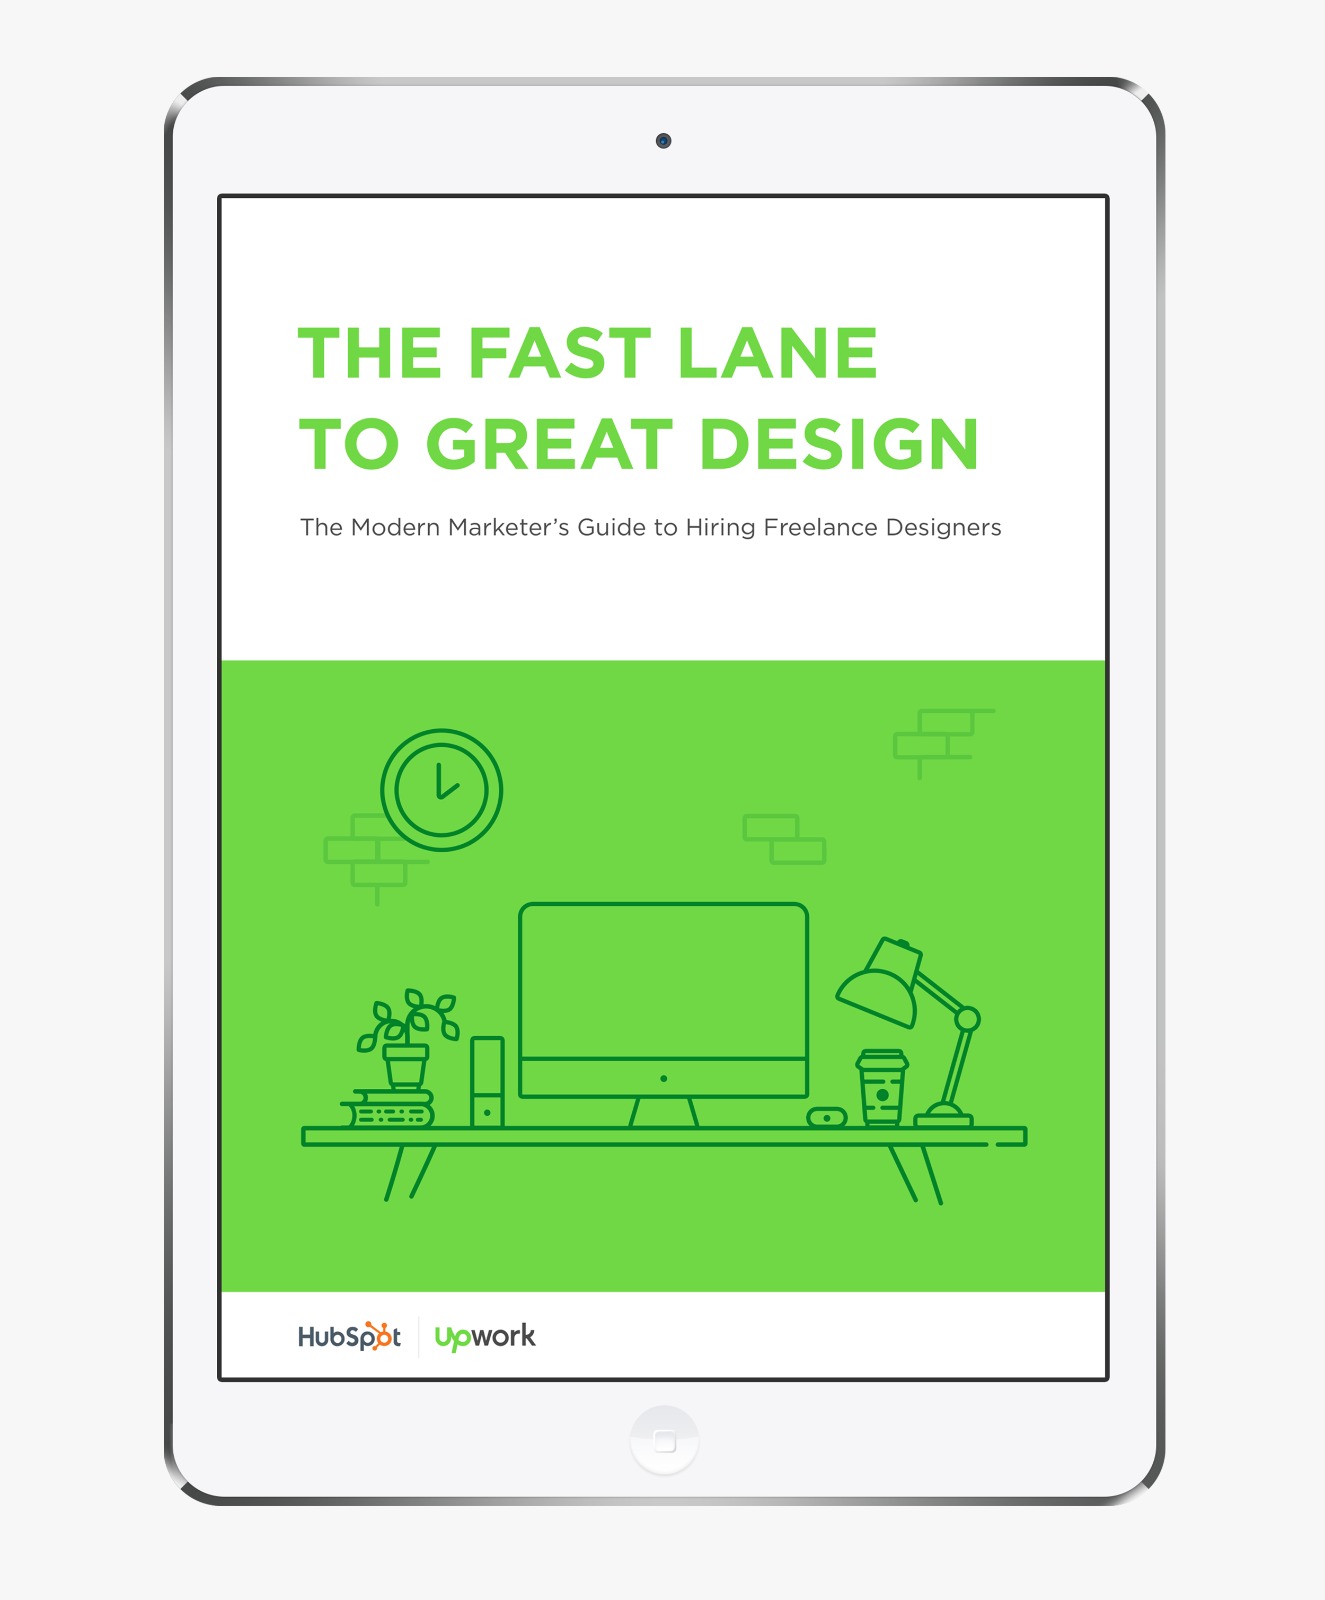 THE FAST LANE
TO GREAT DESIGN
The Modern Marketer’s Guide to Hiring Freelance Designers
HubSpot Upwork